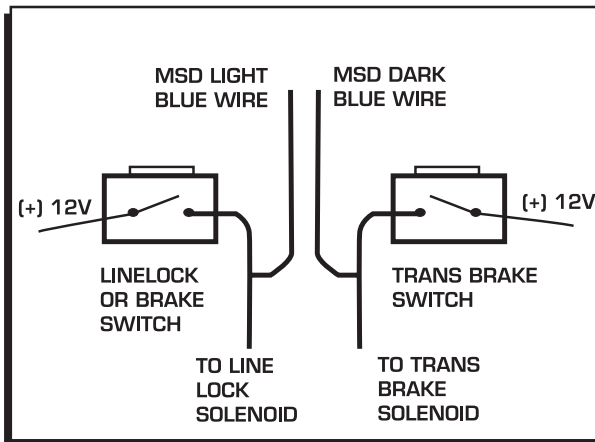 MSD LIGHT
BLUE WIRE
MSD DARK
BLUE WIRE
(+) 12V
(+) 12V
LINELOCK
OR BRAKE
SWITCH
TRANS BRAKE
SWITCH
TO LINE
LOCK
SOLENOID
TO TRANS
BRAKE
SOLENOID